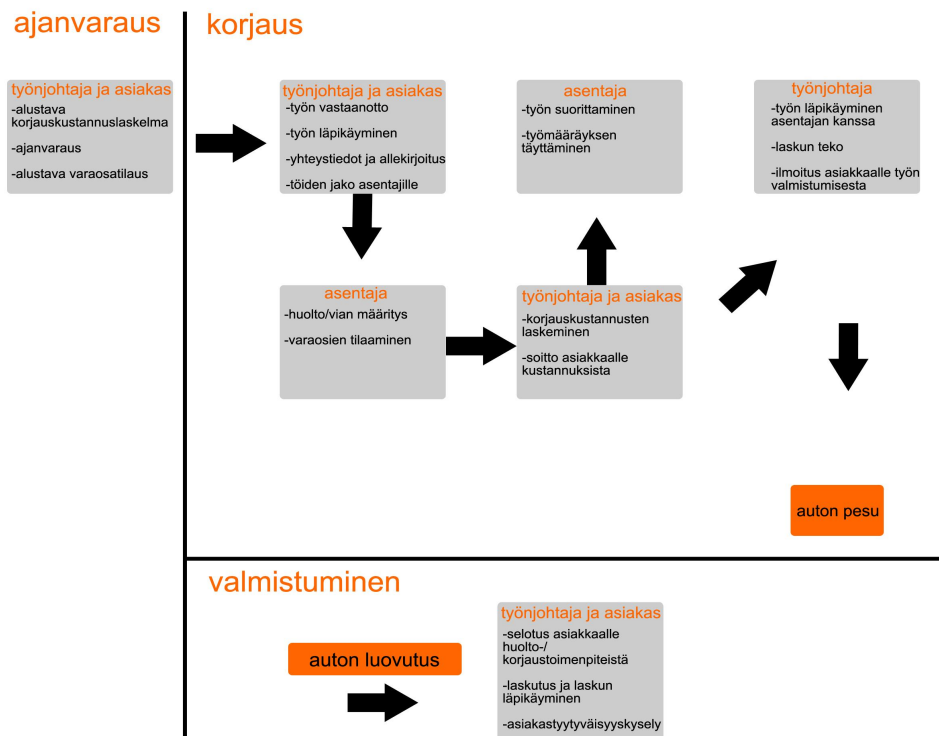 ajanvaraus
korjaus
työnjohtaja ja asiakas
-alustava
korjauskustannuslaskelma
-ajanvaraus
-alustava varaosatilaus
työnjohtaja ja asiakas
-työn vastaanotto
-työn läpikäyminen
-yhteystiedot ja allekirjoitus
-töiden jako asentajille
asentaja
-työn suorittaminen
-työmääräyksen
täyttäminen
työnjohtaja
-työn läpikäyminen
asentajan kanssa
-laskun teko
-ilmoitus asiakkaalle työn
valmistumisesta
asentaja
-huolto/vian määritys
-varaosien tilaaminen
työnjohtaja ja asiakas
-korjauskustannusten
laskeminen
-soitto asiakkaalle
kustannuksista
auton pesu
valmistuminen
auton luovutus
työnjohtaja ja asiakas
-selotus asiakkaalle
huolto-/
korjaustoimenpiteistä
-laskutus ja laskun
läpikäyminen
-asiakastyytyväisyyskysely